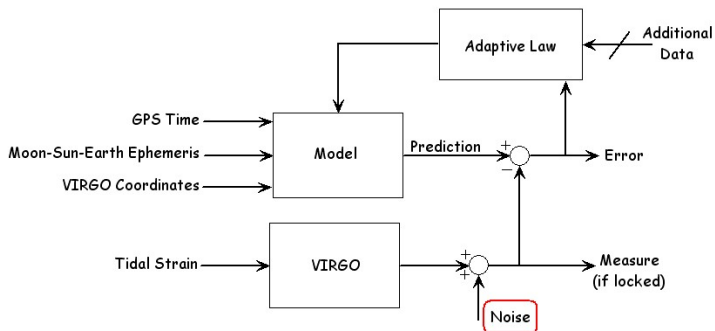 Adaptive Law
Additional
Data
GPS Time
Moon-Sun-Earth Ephemeris
VIRGO Coordinates
Model
Prediction
+
−
Error
Tidal Strain
VIRGO
+
+
Measure
(if locked)
Noise